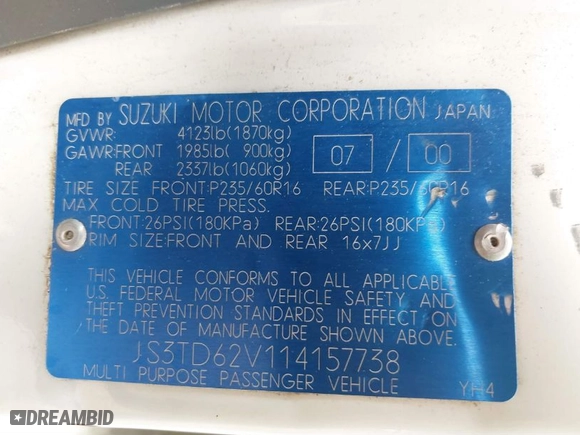 MFD BY SUZUKI MOTOR CORPORATION JAPAN
GVWR: 4123lb(1870kg)
GAWR:FRONT 1985lb( 900kg) 07 / 00
REAR 2337lb(1060kg)
TIRE SIZE FRONT:P235/60R16 REAR:P235/60R16
MAX COLD TIRE PRESS.
FRONT:26PSI(180KPa) REAR:26PSI(180KPa)
RIM SIZE:FRONT AND REAR 16x7JJ
THIS VEHICLE CONFORMS TO ALL APPLICABLE
U.S. FEDERAL MOTOR VEHICLE SAFETY AND
THEFT PREVENTION STANDARDS IN EFFECT ON
THE DATE OF MANUFACTURE SHOWN ABOVE.
JS3TD62V114157738
MULTI PURPOSE PASSENGER VEHICLE
DREAMBID